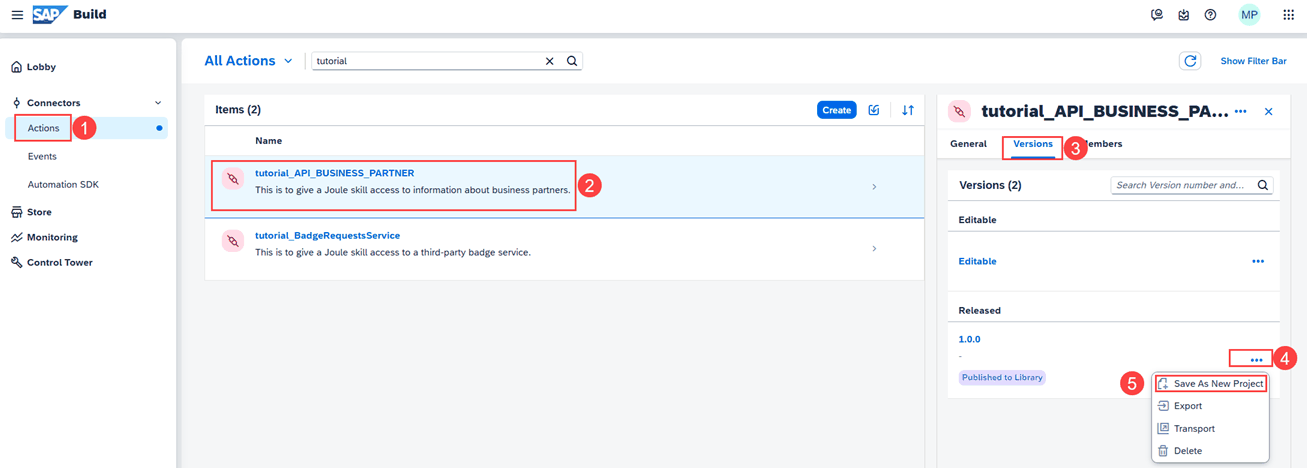 SAP Build
MP
Lobby
Connectors
Actions
1
Events
Automation SDK
Store
Monitoring
Control Tower
All Actions
tutorial
Show Filter Bar
Items (2)
Create
Name
tutorial_API_BUSINESS_PARTNER
This is to give a Joule skill access to information about business partners.
2
tutorial_BadgeRequestsService
This is to give a Joule skill access to a third-party badge service.
tutorial_API_BUSINESS_PA...
General Versions 3 embers
Versions (2)
Search Version number and...
Editable
Editable
Released
1.0.0
-
4
Published to Library
5
Save As New Project
Export
Transport
Delete